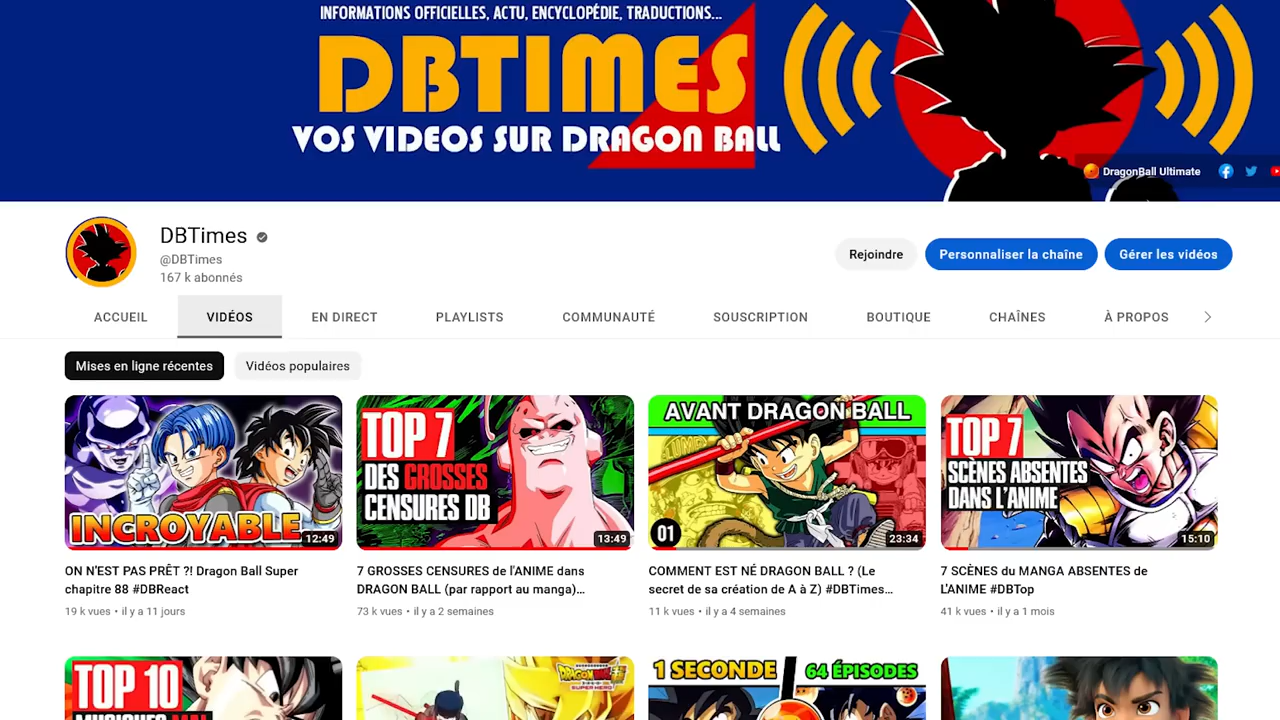 INFORMATIONS OFFICIELLES, ACTU, ENCYCLOPÉDIE, TRADUCTIONS...
DBTIMES
VOS VIDEOS SUR DRAGON BALL
DragonBall Ultimate
DBTimes
@DBTimes
167 k abonnés
Rejoindre
Personnaliser la chaîne
Gérer les vidéos
ACCUEIL
VIDÉOS
EN DIRECT
PLAYLISTS
COMMUNAUTÉ
SOUSCRIPTION
BOUTIQUE
CHAÎNES
À PROPOS
Mises en ligne récentes
Vidéos populaires
INCROYABLE
12:49
ON N'EST PAS PRÊT ?! Dragon Ball Super
chapitre 88 #DBReact
19 k vues • il y a 11 jours
TOP 7
DES GROSSES
CENSURES DB
13:49
7 GROSSES CENSURES de l'ANIME dans
DRAGON BALL (par rapport au manga)...
73 k vues • il y a 2 semaines
AVANT DRAGON BALL
01
23:34
COMMENT EST NÉ DRAGON BALL ? (Le
secret de sa création de A à Z) #DBTimes...
11 k vues • il y a 4 semaines
TOP 7
SCÈNES ABSENTES
DANS L'ANIME
15:10
7 SCÈNES du MANGA ABSENTES de
L'ANIME #DBTop
41 k vues • il y a 1 mois
TOP 10
DRAGON BALL
SUPER HERO
1 SECONDE
64 ÉPISODES